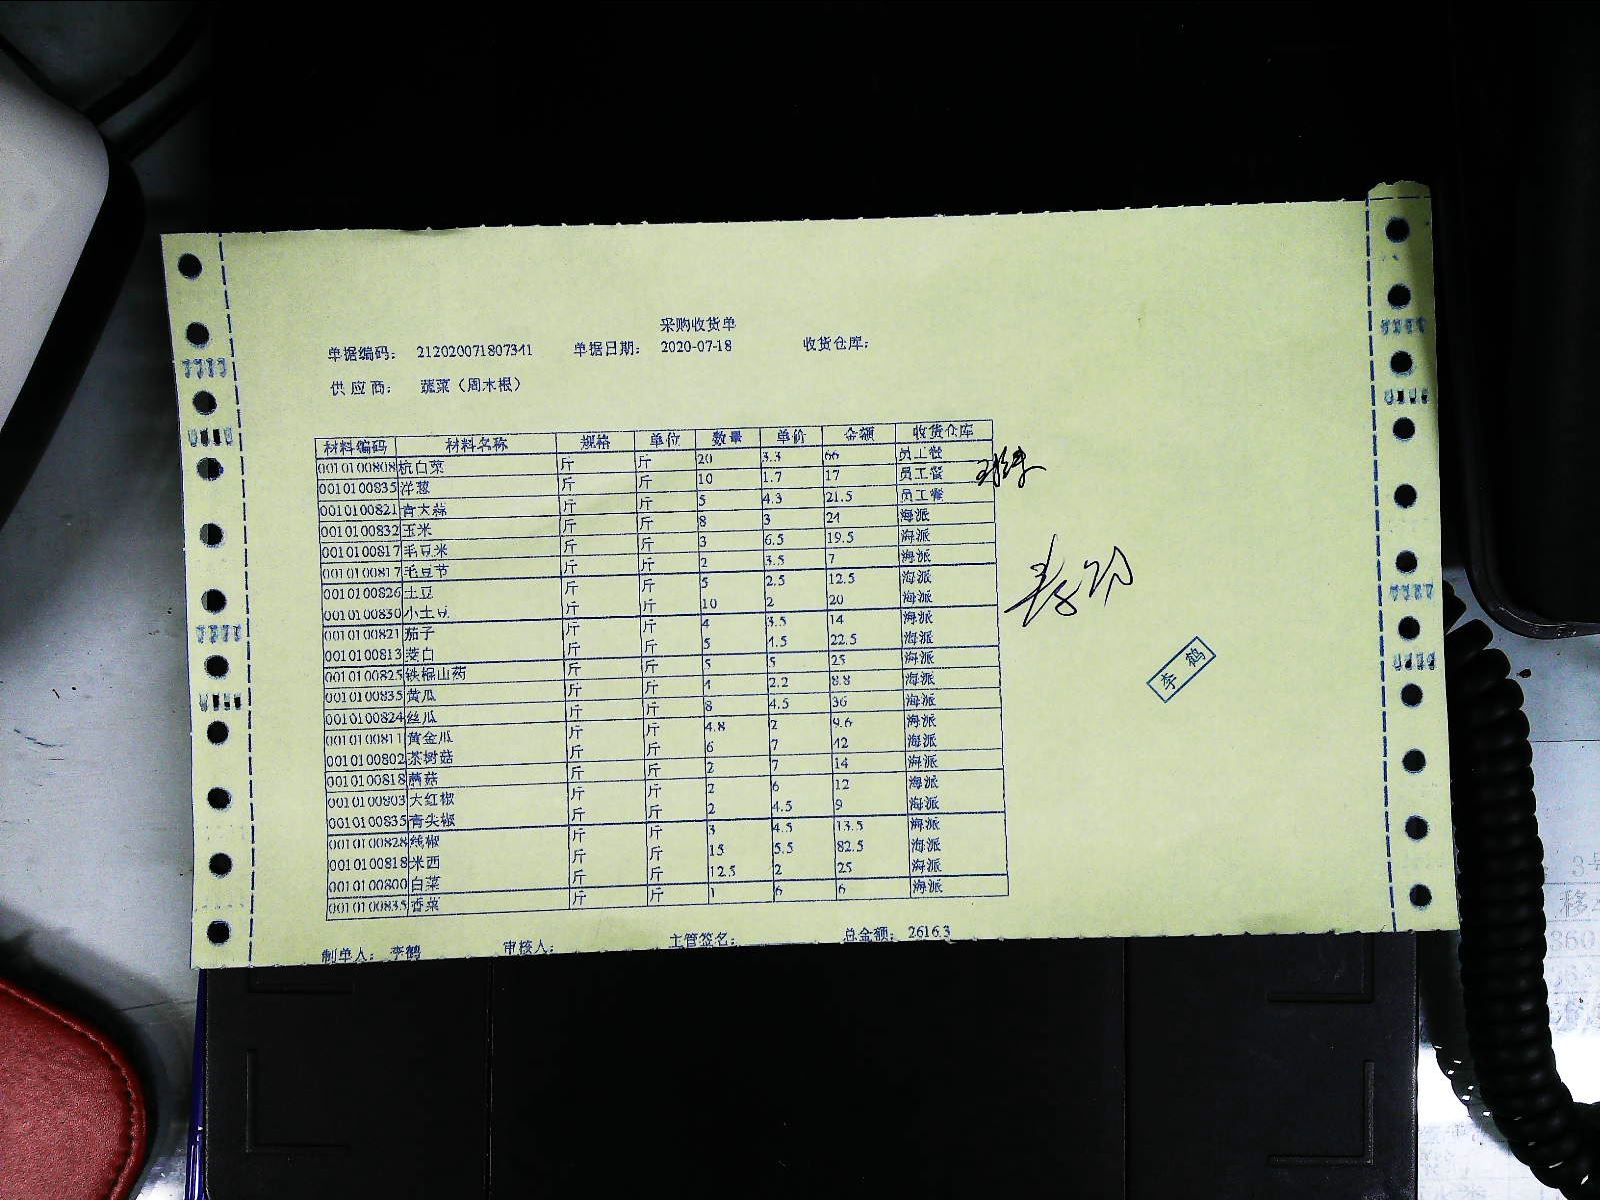 采购收货单
单据编码： 212020071807341 单据日期： 2020-07-18 收货仓库：
供 应 商： 蔬菜（周木根）
材料编码 材料名称 规格 单位 数量 单价 金额 收货仓库
0010100808 杭白菜 斤 斤 20 3.3 66 员工餐
0010100835 洋葱 斤 斤 10 1.7 17 员工餐
0010100821 青大蒜 斤 斤 5 4.3 21.5 员工餐
0010100832 玉米 斤 斤 8 3 24 海派
0010100817 毛豆米 斤 斤 3 6.5 19.5 海派
0010100817 毛豆节 斤 斤 2 3.5 7 海派
0010100826 土豆 斤 斤 5 2.5 12.5 海派
0010100830 小土豆 斤 斤 10 2 20 海派
0010100821 茄子 斤 斤 4 3.5 14 海派
0010100813 茭白 斤 斤 5 4.5 22.5 海派
0010100825 铁棍山药 斤 斤 5 5 25 海派
0010100835 黄瓜 斤 斤 4 2.2 8.8 海派
0010100824 丝瓜 斤 斤 8 4.5 36 海派
0010100811 黄金瓜 斤 斤 4.8 2 9.6 海派
0010100802 茶树菇 斤 斤 6 7 42 海派
0010100818 蘑菇 斤 斤 2 7 14 海派
0010100803 大红椒 斤 斤 2 6 12 海派
0010100835 青尖椒 斤 斤 2 4.5 9 海派
0010100828 线椒 斤 斤 3 4.5 13.5 海派
0010100818 米西 斤 斤 15 5.5 82.5 海派
0010100800 白菜 斤 斤 12.5 2 25 海派
0010100835 香菜 斤 斤 1 6 6 海派
李鹤
制单人： 李鹤 审核人： 主管签名： 总金额： 2616.3